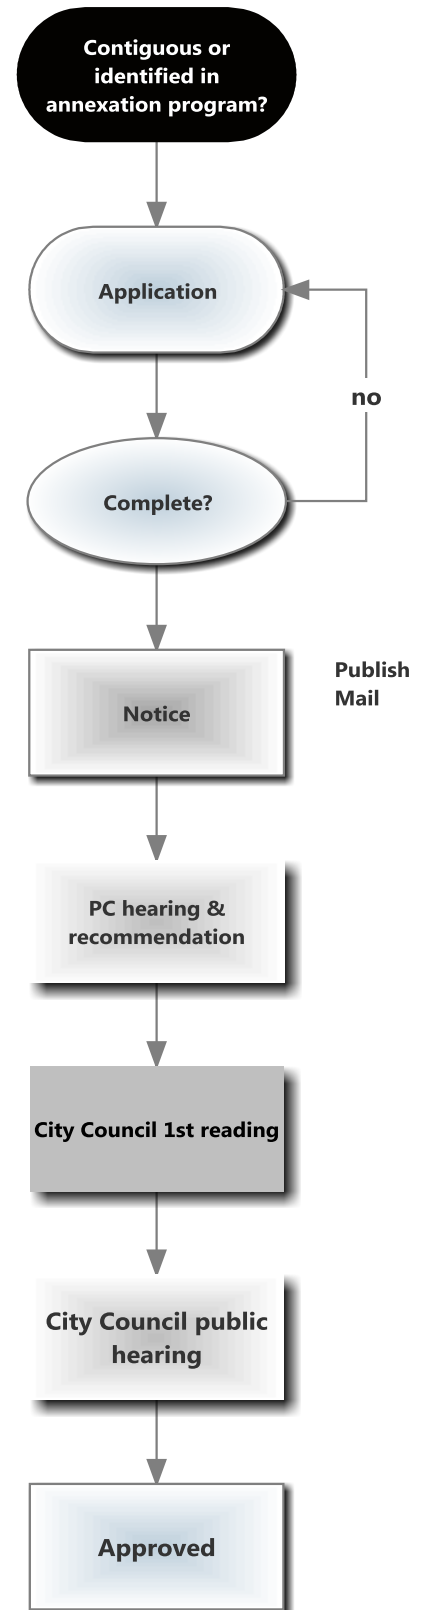 Contiguous or
identified in
annexation program?
Application
no
Complete?
Publish
Mail
Notice
PC hearing &
recommendation
City Council 1st reading
City Council public
hearing
Approved